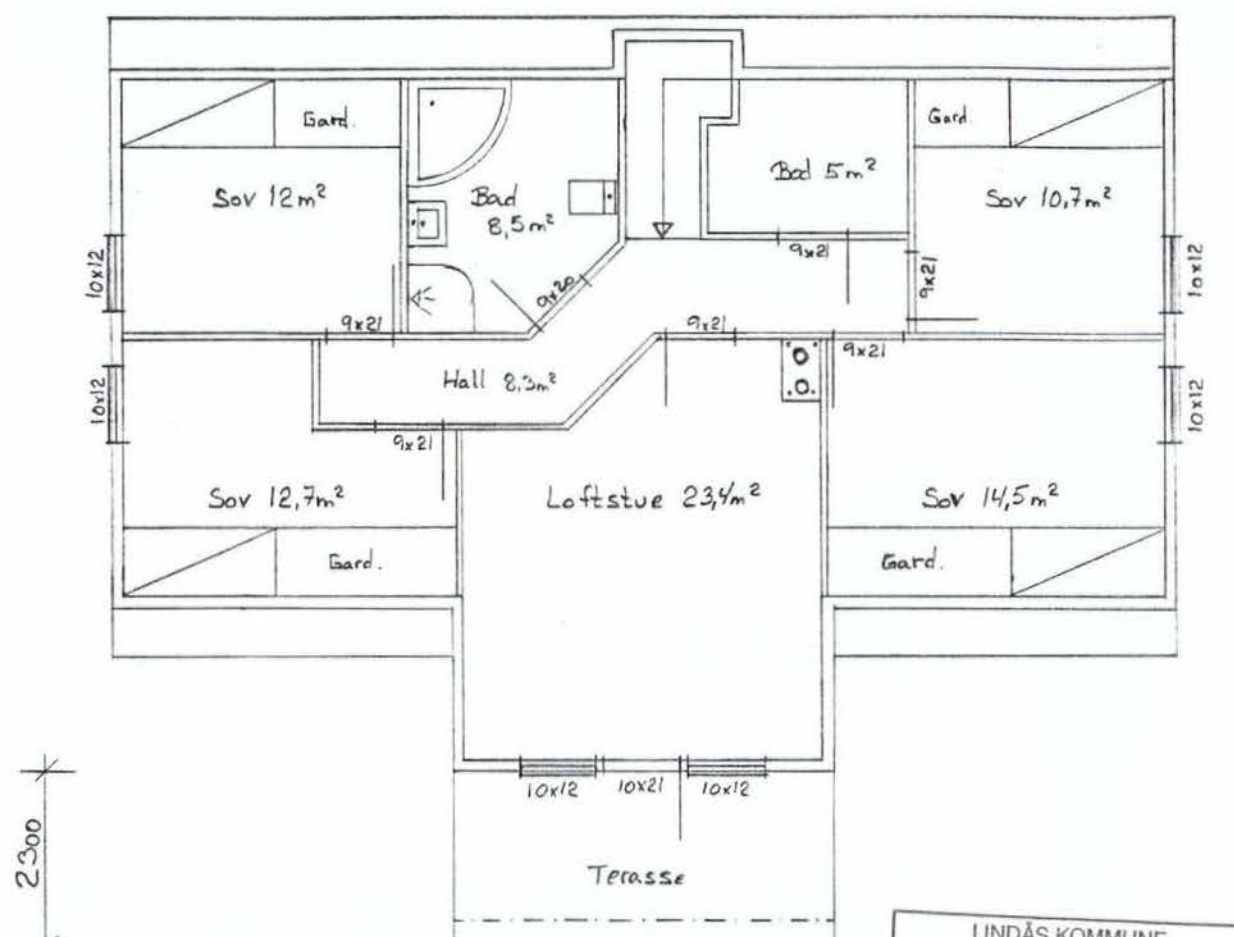 Gard.
Gard.
Sov 12m²
Bad
8,5m²
Bod 5m²
Sov 10,7m²
10x12
9x20
9x21
9x21
10x12
9x21
9x21
9x21
Hall 8,3m²
10x12
9x21
10x12
Sov 12,7m²
Loftstue 23,4m²
Sov 14,5m²
Gard.
Gard.
10x12
10x21
10x12
2300
Terasse
LINDÅS KOMMUNE